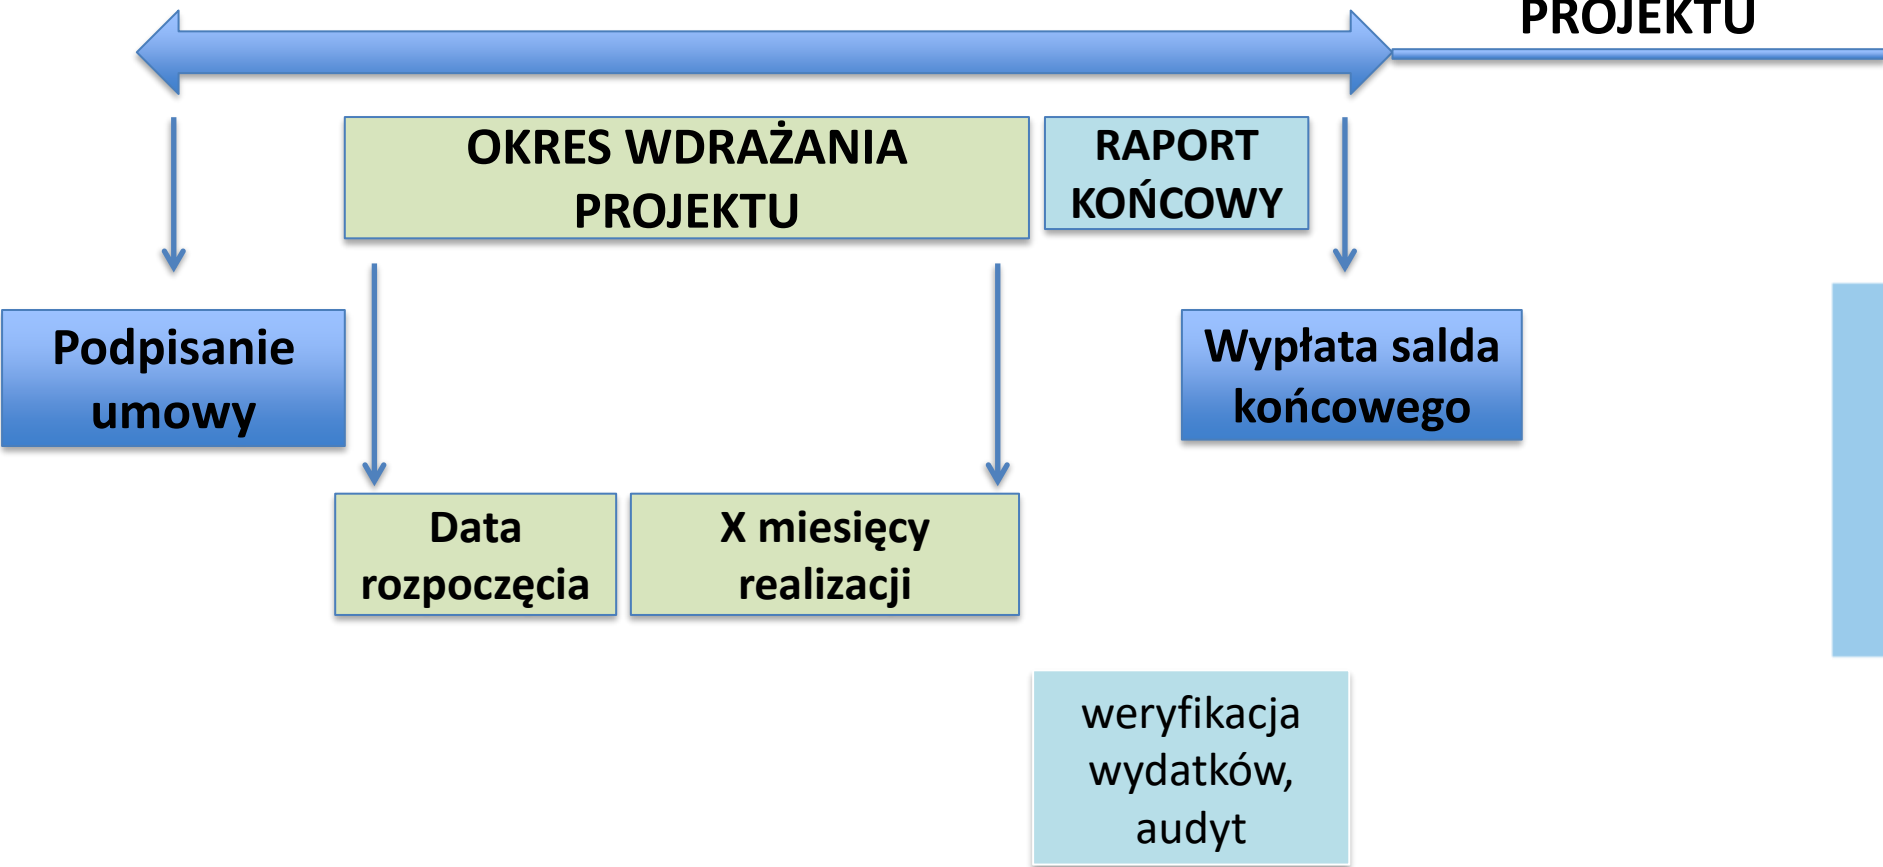 PROJEKTU
OKRES WDRAŻANIA
PROJEKTU
RAPORT
KOŃCOWY
Podpisanie
umowy
Wypłata salda
końcowego
Data
rozpoczęcia
X miesięcy
realizacji
weryfikacja
wydatków,
audyt